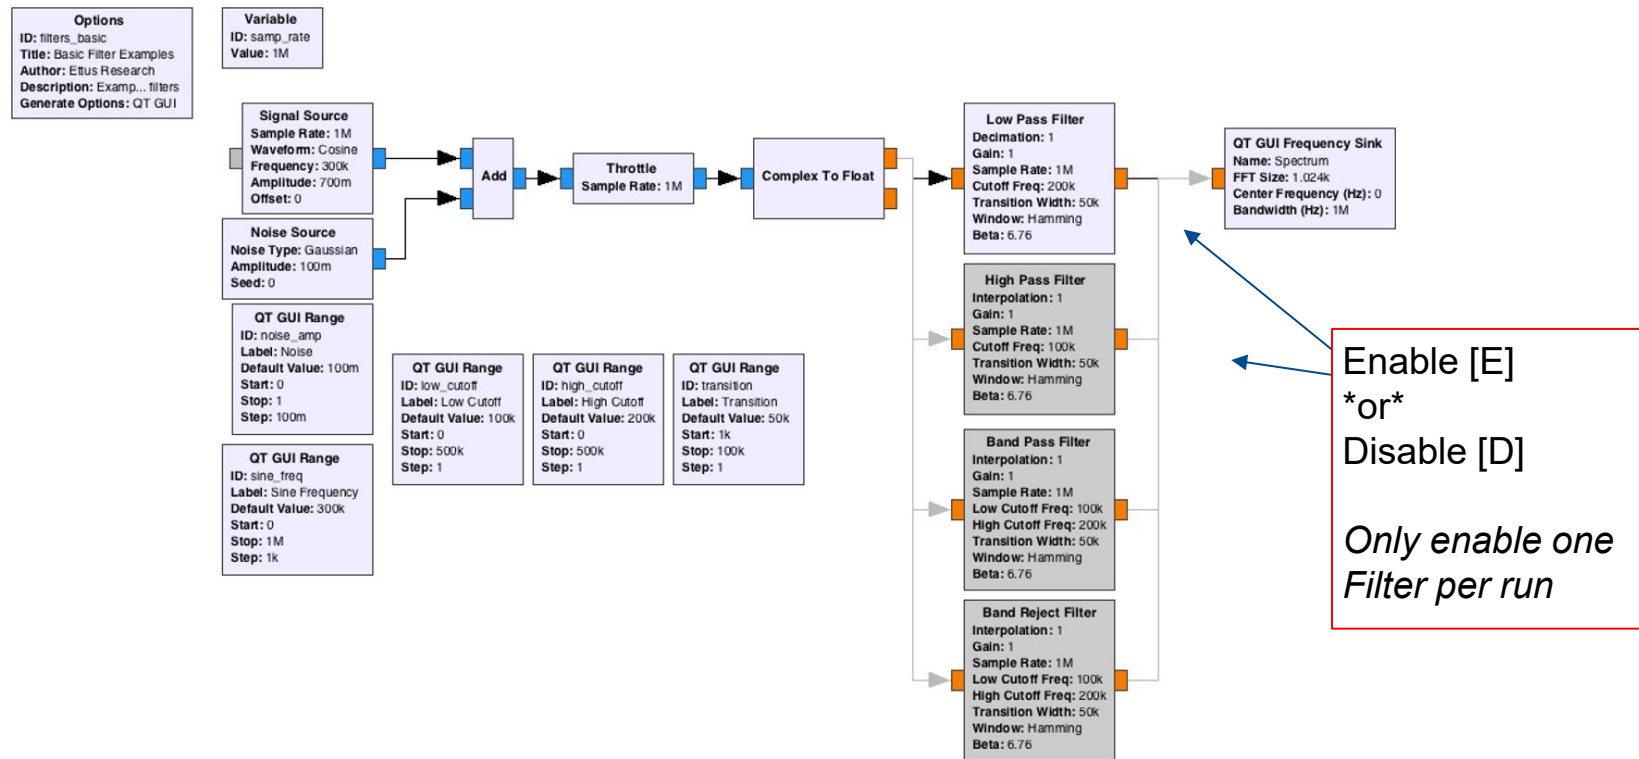 Options
ID: filters_basic
Title: Basic Filter Examples
Author: Ettus Research
Description: Examp... filters
Generate Options: QT GUI
Variable
ID: samp_rate
Value: 1M
Signal Source
Sample Rate: 1M
Waveform: Cosine
Frequency: 300k
Amplitude: 700m
Offset: 0
Noise Source
Noise Type: Gaussian
Amplitude: 100m
Seed: 0
Add
Throttle
Sample Rate: 1M
Complex To Float
QT GUI Range
ID: noise_amp
Label: Noise
Default Value: 100m
Start: 0
Stop: 1
Step: 100m
QT GUI Range
ID: sine_freq
Label: Sine Frequency
Default Value: 300k
Start: 0
Stop: 1M
Step: 1k
QT GUI Range
ID: low_cutoff
Label: Low Cutoff
Default Value: 100k
Start: 0
Stop: 500k
Step: 1
QT GUI Range
ID: high_cutoff
Label: High Cutoff
Default Value: 200k
Start: 0
Stop: 500k
Step: 1
QT GUI Range
ID: transition
Label: Transition
Default Value: 50k
Start: 1k
Stop: 100k
Step: 1
Low Pass Filter
Decimation: 1
Gain: 1
Sample Rate: 1M
Cutoff Freq: 200k
Transition Width: 50k
Window: Hamming
Beta: 6.76
High Pass Filter
Interpolation: 1
Gain: 1
Sample Rate: 1M
Cutoff Freq: 100k
Transition Width: 50k
Window: Hamming
Beta: 6.76
Band Pass Filter
Interpolation: 1
Gain: 1
Sample Rate: 1M
Low Cutoff Freq: 100k
High Cutoff Freq: 200k
Transition Width: 50k
Window: Hamming
Beta: 6.76
Band Reject Filter
Interpolation: 1
Gain: 1
Sample Rate: 1M
Low Cutoff Freq: 100k
High Cutoff Freq: 200k
Transition Width: 50k
Window: Hamming
Beta: 6.76
QT GUI Frequency Sink
Name: Spectrum
FFT Size: 1.024k
Center Frequency (Hz): 0
Bandwidth (Hz): 1M
Enable [E]
*or*
Disable [D]
Only enable one
Filter per run